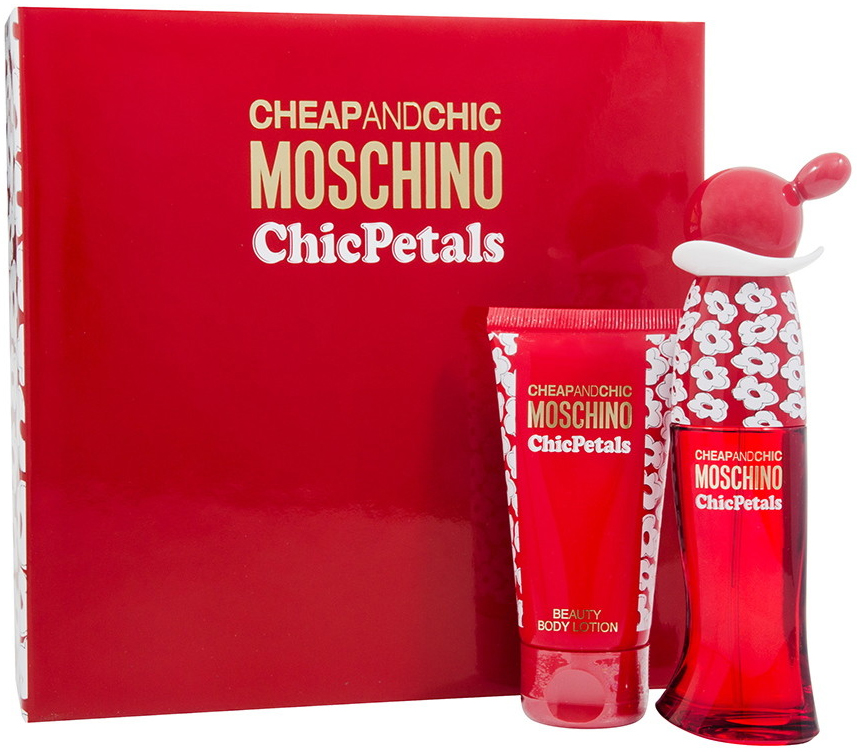 CHEAPANDCHIC
MOSCHINO
ChicPetals
CHEAPANDCHIC
MOSCHINO
ChicPetals
BEAUTY
BODY LOTION
CHEAPANDCHIC
MOSCHINO
ChicPetals